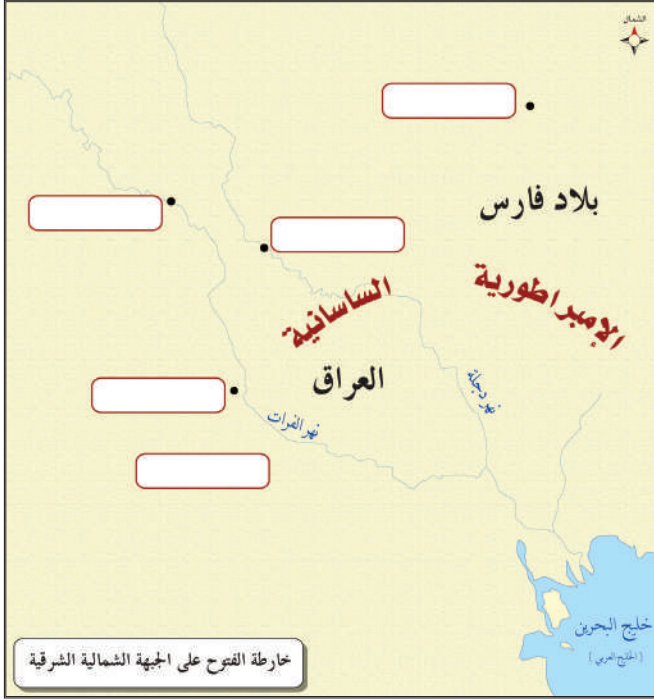 الشمال
بلاد فارس
الإمبراطورية
الساسانية
العراق
نهر دجلة
نهر الفرات
خليج البحرين
[ الخليج العربي ]
خارطة الفتوح على الجبهة الشمالية الشرقية